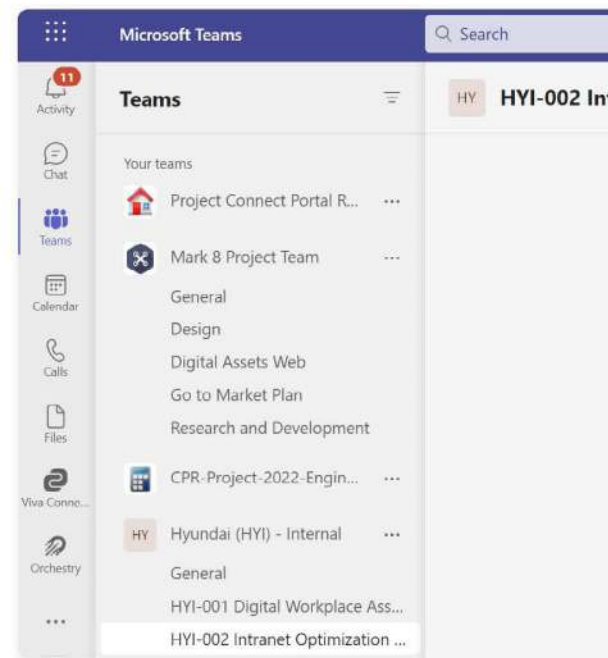 Microsoft Teams
Search
11
Activity
Chat
Teams
Calendar
Calls
Files
Viva Conne...
Orchestry
Teams
HY
HYI-002 In
Your teams
Project Connect Portal R...
Mark 8 Project Team
General
Design
Digital Assets Web
Go to Market Plan
Research and Development
CPR-Project-2022-Engin...
HY
Hyundai (HYI) - Internal
General
HYI-001 Digital Workplace Ass...
HYI-002 Intranet Optimization ...